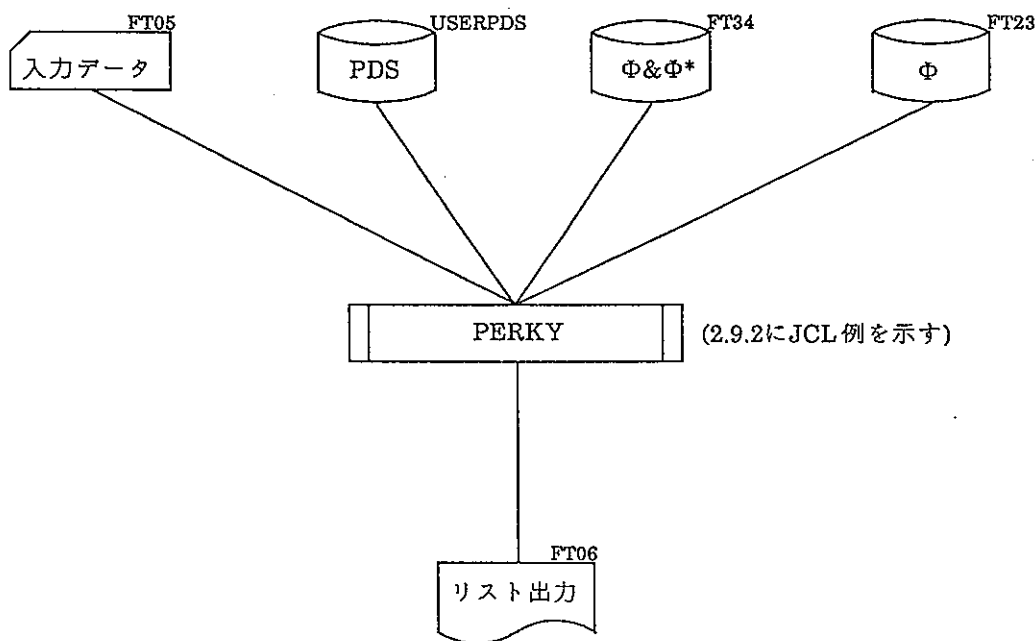 FT05
入力データ
USERPDS
PDS
FT34
Φ&Φ*
FT23
Φ
PERKY
(2.9.2にJCL例を示す)
FT06
リスト出力